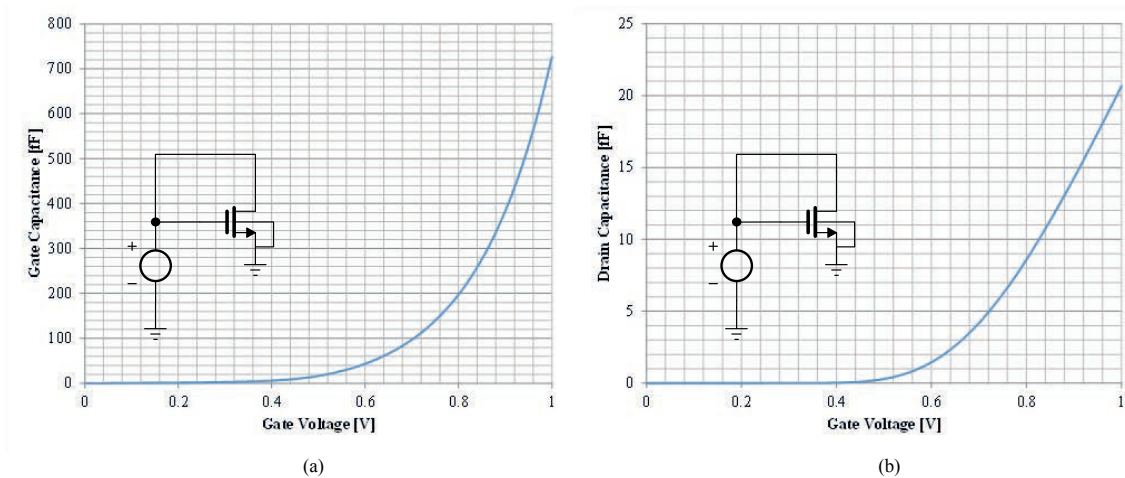 800
700
600
500
400
300
200
100
0
Gate Capacitance [fF]
+
−
0 0.2 0.4 0.6 0.8 1
Gate Voltage [V]
(a)
25
20
15
10
5
0
Drain Capacitance [fF]
+
−
0 0.2 0.4 0.6 0.8 1
Gate Voltage [V]
(b)